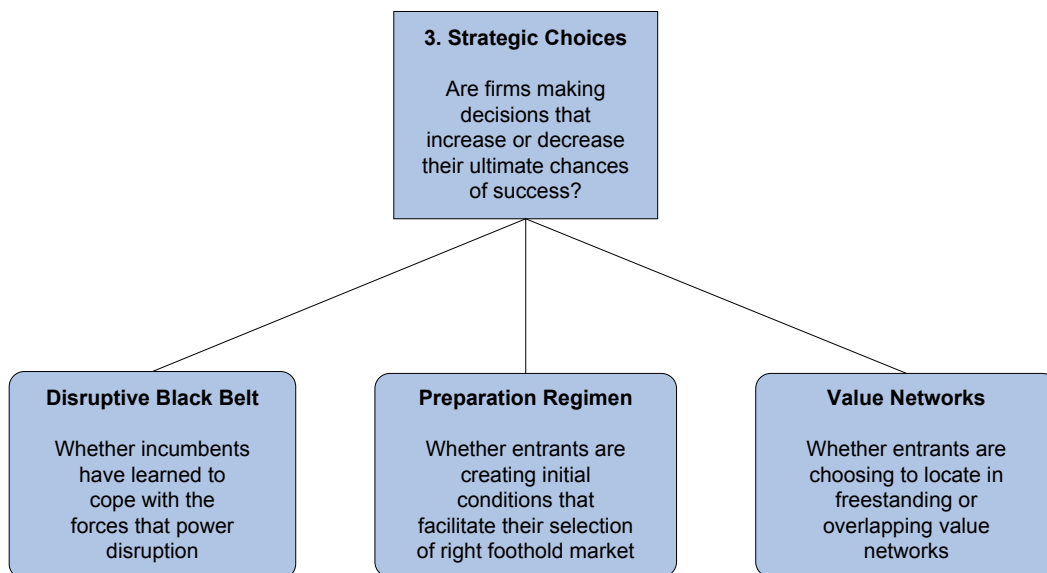 3. Strategic Choices
Are firms making
decisions that
increase or decrease
their ultimate chances
of success?
Disruptive Black Belt
Whether incumbents
have learned to
cope with the
forces that power
disruption
Preparation Regimen
Whether entrants are
creating initial
conditions that
facilitate their selection
of right foothold market
Value Networks
Whether entrants are
choosing to locate in
freestanding or
overlapping value
networks